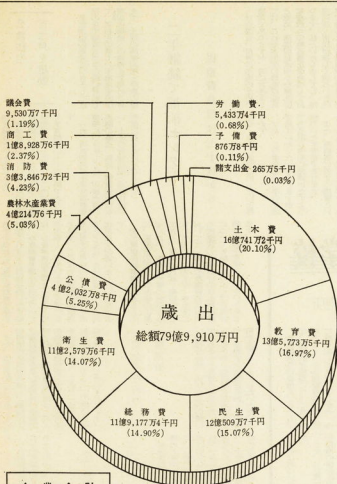 議会費
9,530万7千円
(1.19%)
商工費
1億8,928万6千円
(2.37%)
消防費
3億3,846万2千円
(4.23%)
農林水産業費
4億214万6千円
(5.03%)
労働費
5,433万4千円
(0.68%)
予備費
876万8千円
(0.11%)
諸支出金 265万5千円
(0.03%)
土木費
16億741万2千円
(20.10%)
公債費
4億2,032万8千円
(5.25%)
歳出
総額79億9,910万円
教育費
13億5,773万5千円
(16.97%)
衛生費
11億2,579万6千円
(14.07%)
総務費
11億9,177万4千円
(14.90%)
民生費
12億509万7千円
(15.07%)